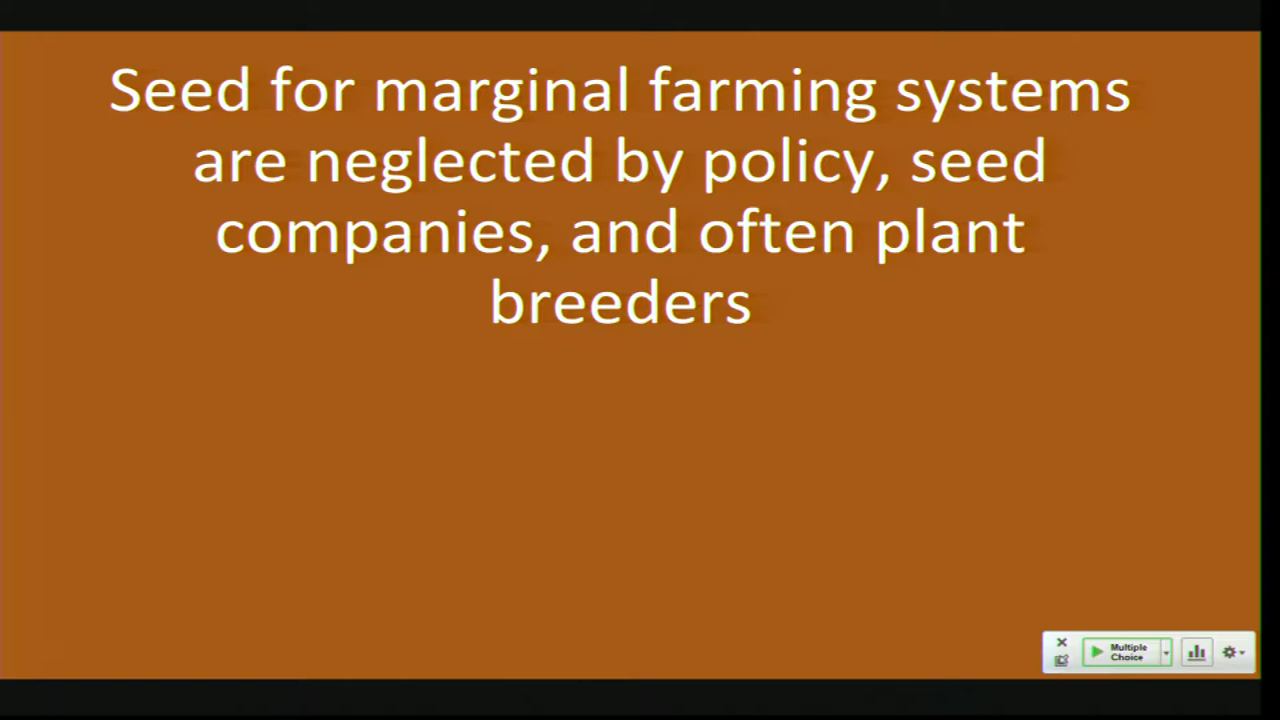 Seed for marginal farming systems
are neglected by policy, seed
companies, and often plant
breeders
Multiple
Choice